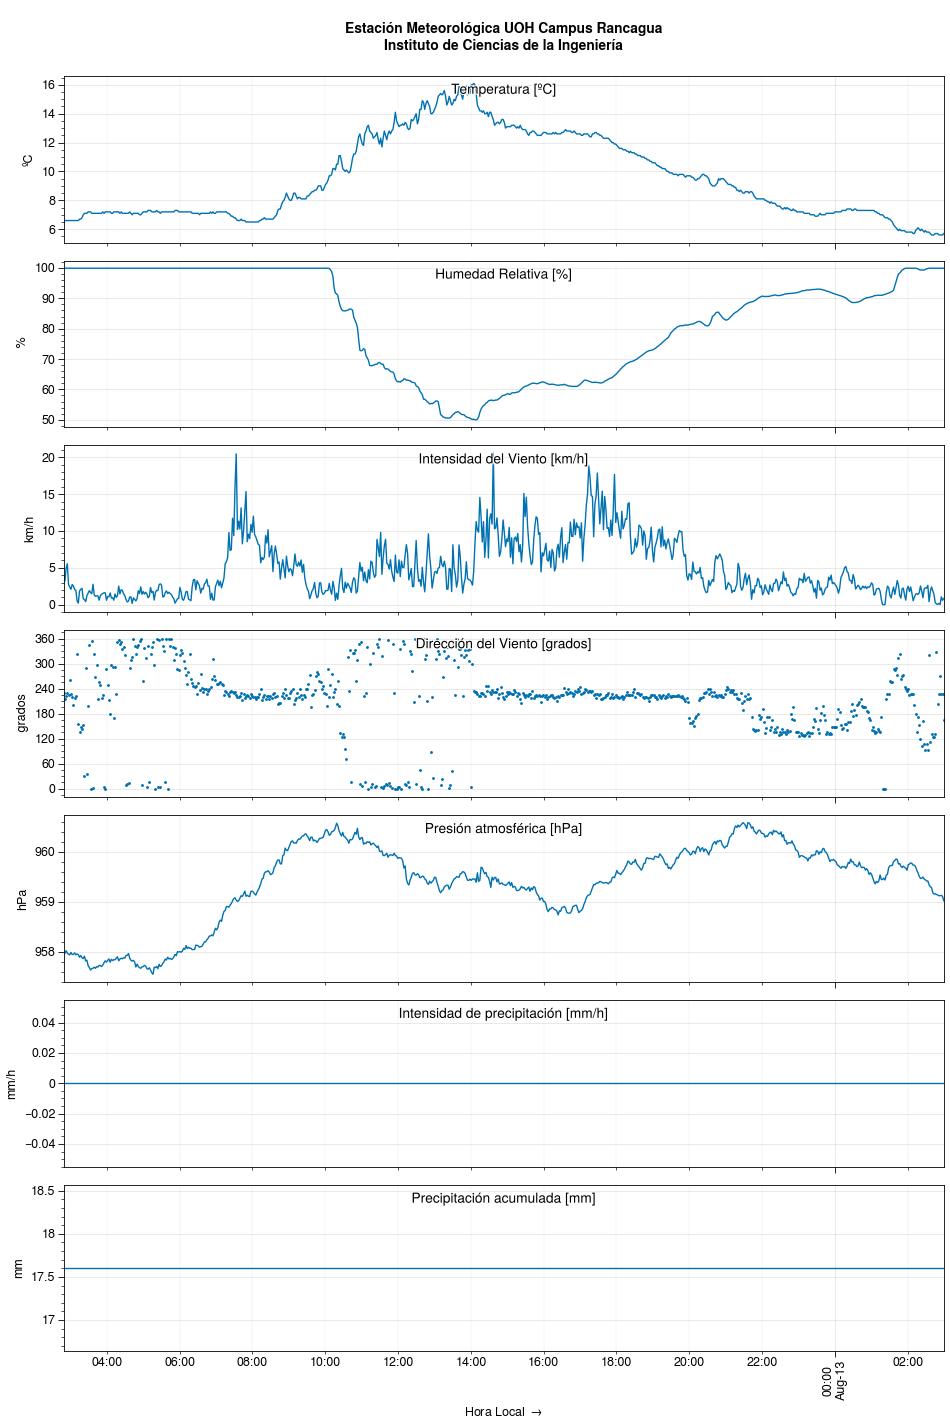 Estación Meteorológica UOH Campus Rancagua
Instituto de Ciencias de la Ingeniería
Temperatura [ºC]
ºC
16
14
12
10
8
6
Humedad Relativa [%]
%
100
90
80
70
60
50
Intensidad del Viento [km/h]
km/h
20
15
10
5
0
Dirección del Viento [grados]
grados
360
300
240
180
120
60
0
Presión atmosférica [hPa]
hPa
960
959
958
Intensidad de precipitación [mm/h]
mm/h
0.04
0.02
0
−0.02
−0.04
Precipitación acumulada [mm]
mm
18.5
18
17.5
17
04:00 06:00 08:00 10:00 12:00 14:00 16:00 18:00 20:00 22:00 00:00 02:00
Aug-13
Hora Local →